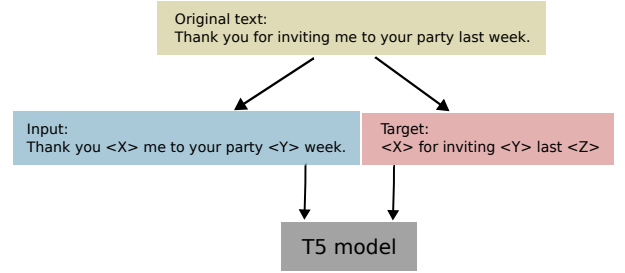 Original text:
Thank you for inviting me to your party last week.
Input:
Thank you <X> me to your party <Y> week.
Target:
<X> for inviting <Y> last <Z>
T5 model